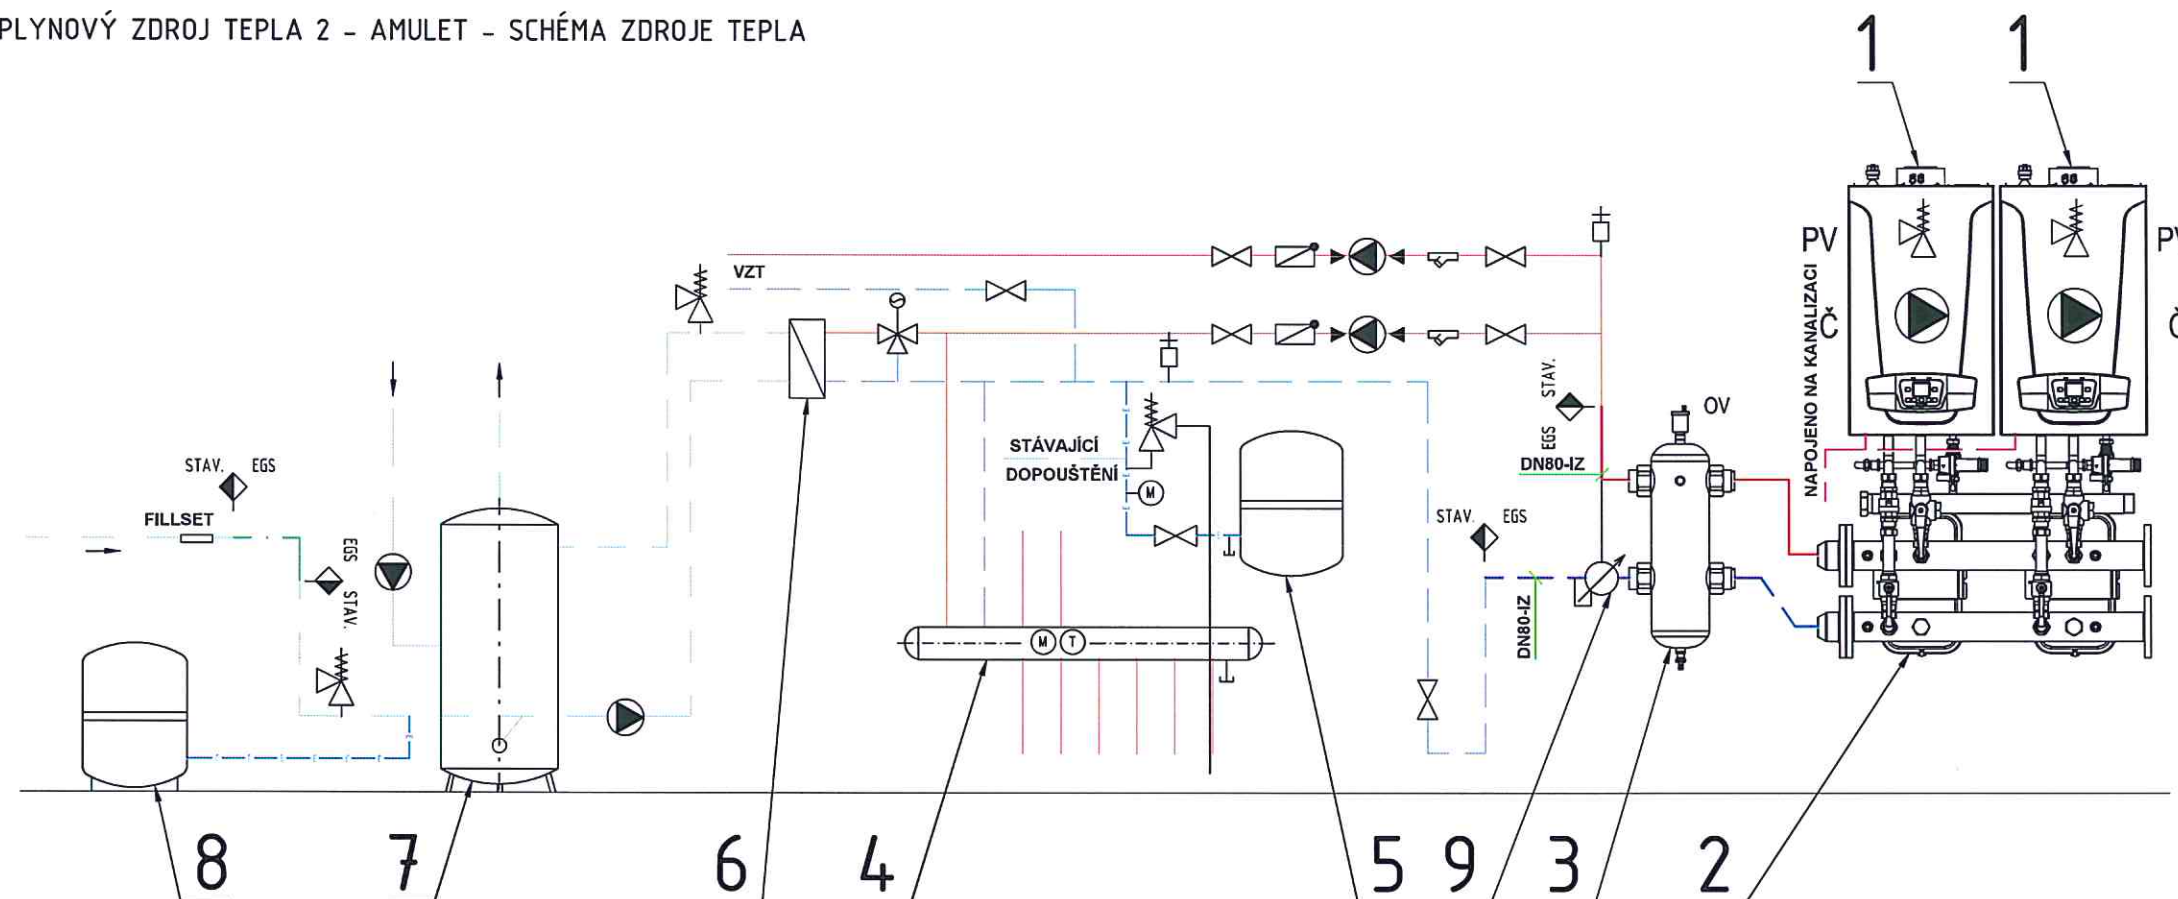 PLYNOVÝ ZDROJ TEPLA 2 - AMULET - SCHÉMA ZDROJE TEPLA
1
1
PV
PV
Č
Č
NAPOJENO NA KANALIZACI
VZT
STAV.
EGS
OV
STÁVAJÍCÍ
DOPOUŠTĚNÍ
M
DN80-IZ
STAV. EGS
FILLSET
EGS
STAV.
STAV. EGS
DN80-IZ
M T
8
7
6
4
5
9
3
2